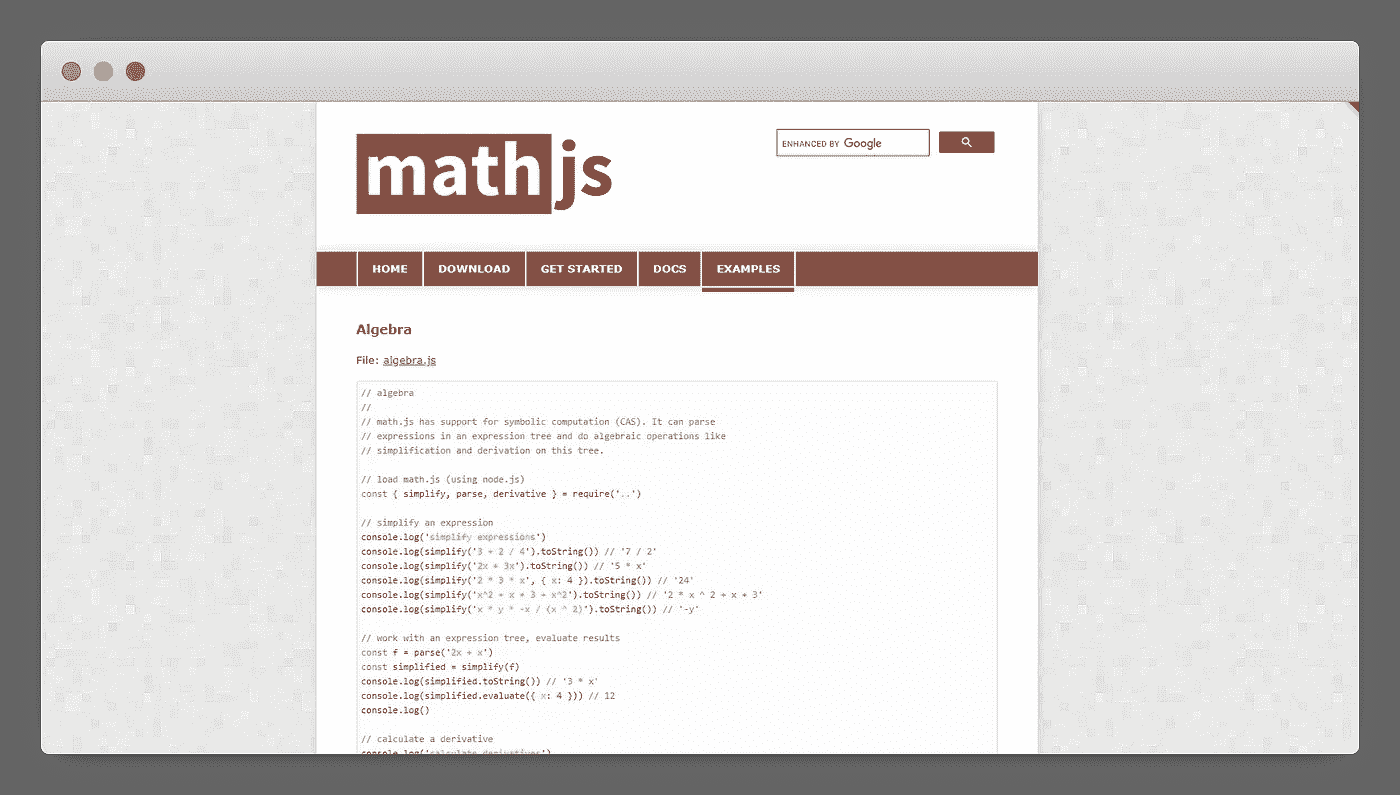 mathjs
ENHANCED BY Google
HOME DOWNLOAD GET STARTED DOCS EXAMPLES
Algebra
File: algebra.js
// algebra
//
// math.js has support for symbolic computation (CAS). It can parse
// expressions in an expression tree and do algebraic operations like
// simplification and derivation on this tree.
// load math.js (using node.js)
const { simplify, parse, derivative } = require('..')
// simplify an expression
console.log('simplify expressions')
console.log(simplify('3 + 2 / 4').toString()) // '7 / 2'
console.log(simplify('2x + 3x').toString()) // '5 * x'
console.log(simplify('2 * 3 * x', { x: 4 }).toString()) // '24'
console.log(simplify('x^2 + x + 3 + x^2').toString()) // '2 * x ^ 2 + x + 3'
console.log(simplify('x * y * -x / (x ^ 2)').toString()) // '-y'
// work with an expression tree, evaluate results
const f = parse('2x + x')
const simplified = simplify(f)
console.log(simplified.toString()) // '3 * x'
console.log(simplified.evaluate({ x: 4 })) // 12
console.log()
// calculate a derivative
console.log('calculate derivatives')